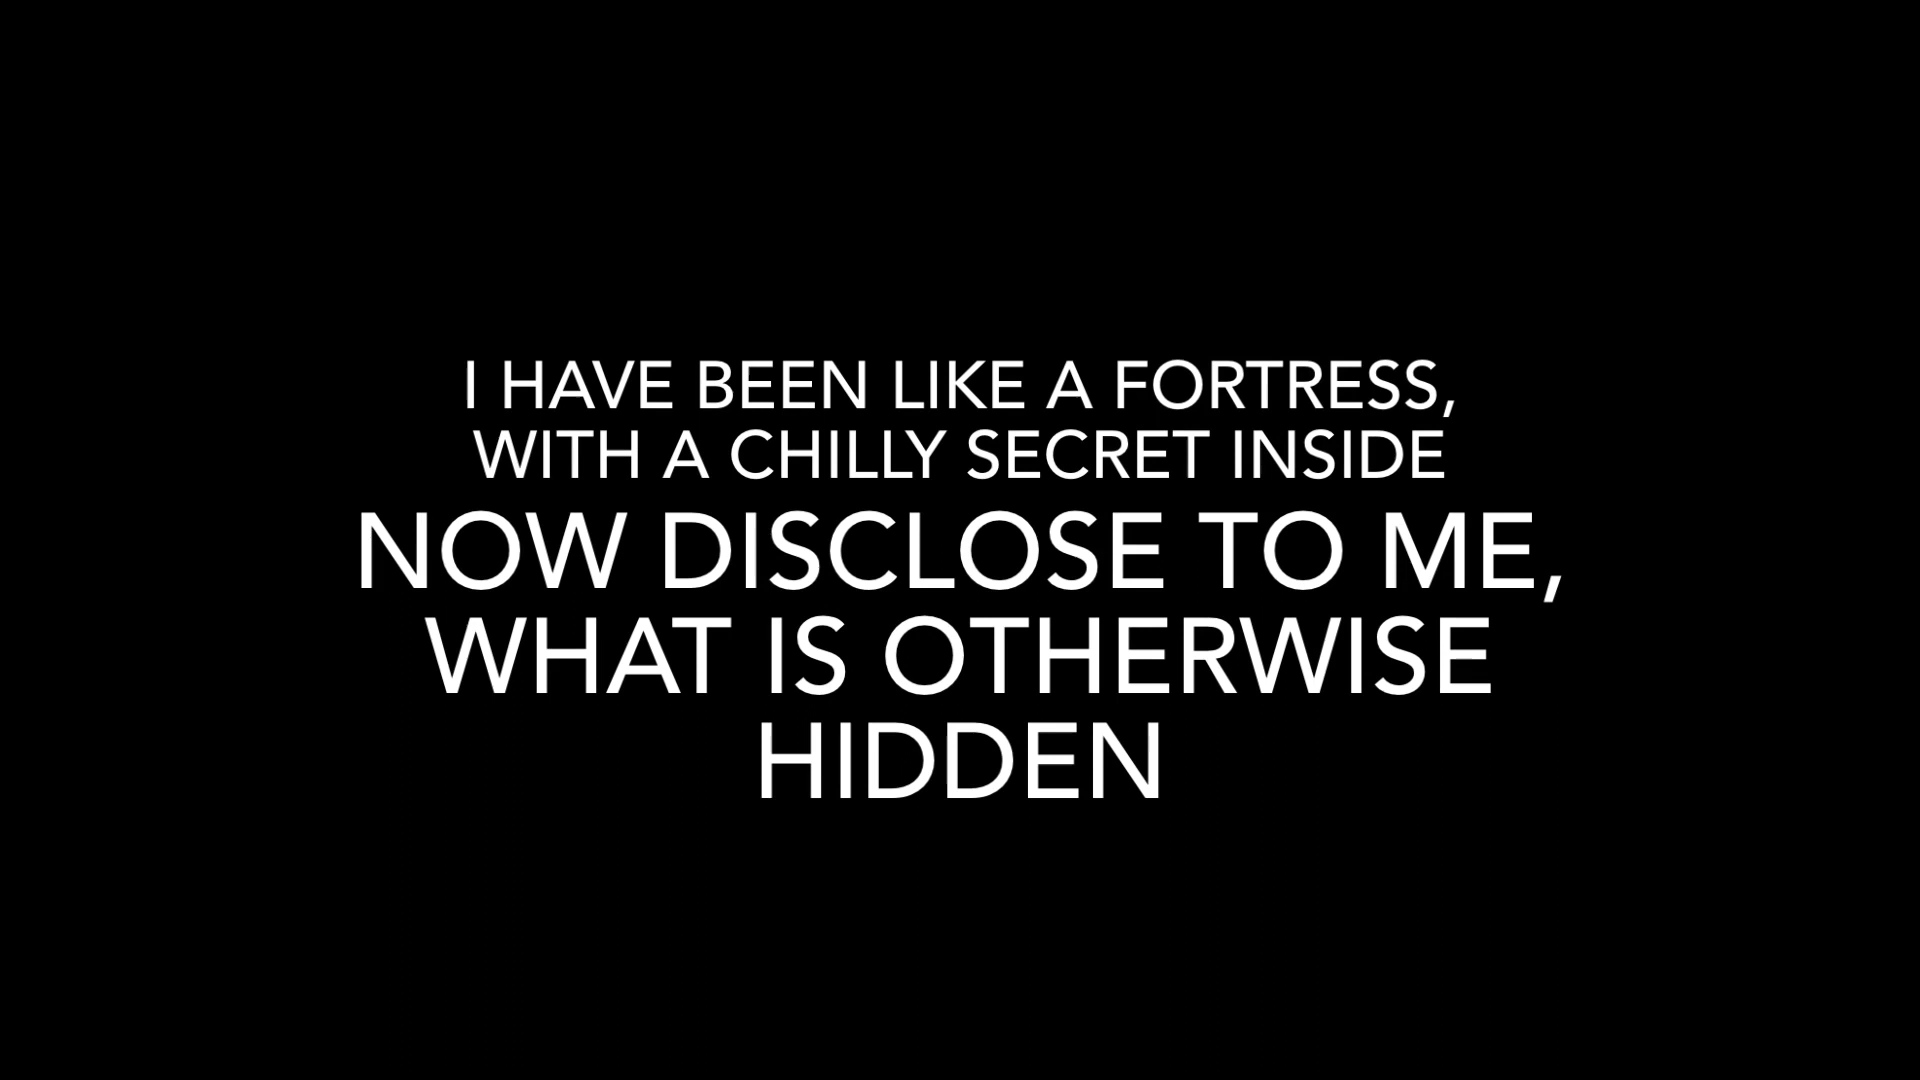 I HAVE BEEN LIKE A FORTRESS,
WITH A CHILLY SECRET INSIDE
NOW DISCLOSE TO ME,
WHAT IS OTHERWISE
HIDDEN